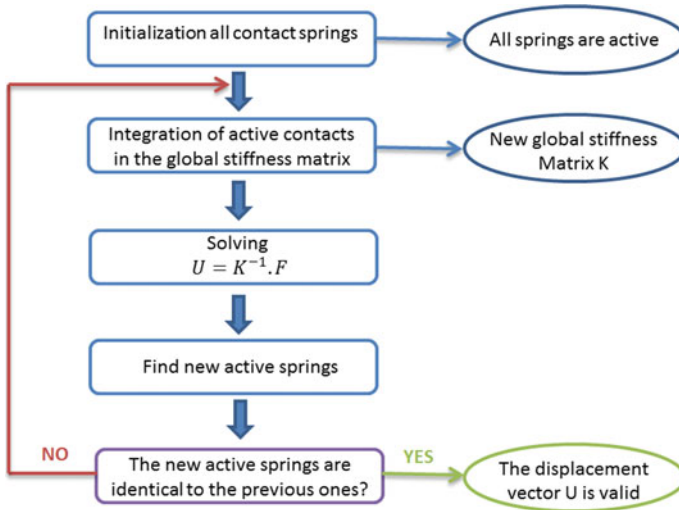 Initialization all contact springs
All springs are active
Integration of active contacts
in the global stiffness matrix
New global stiffness
Matrix K
Solving
U = K⁻¹.F
Find new active springs
NO
The new active springs are
identical to the previous ones?
YES
The displacement
vector U is valid